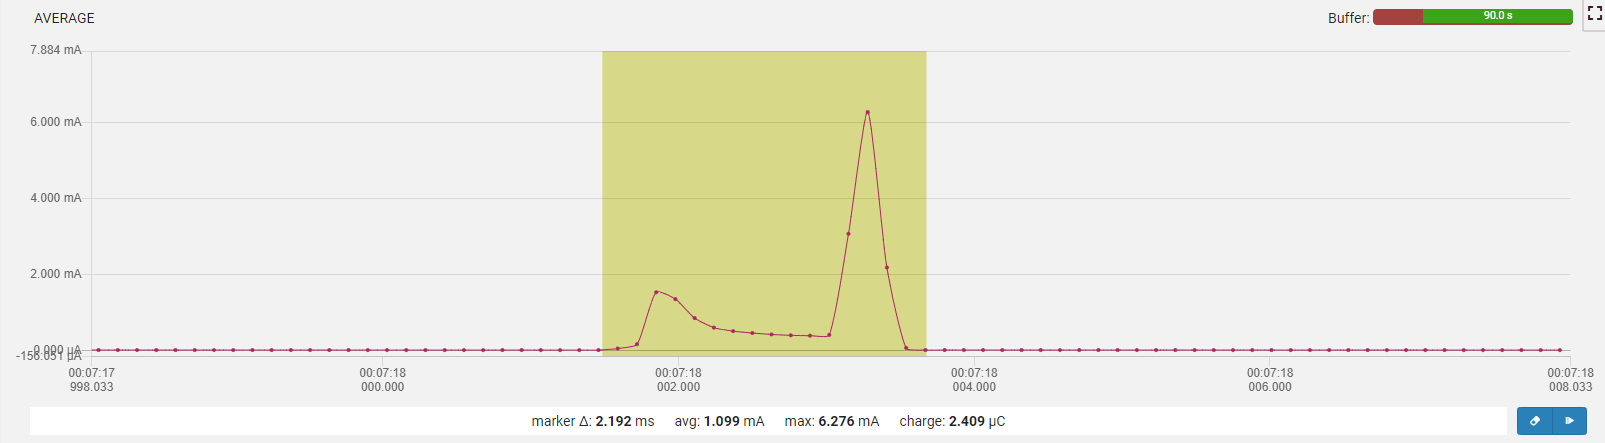 AVERAGE
Buffer: 90.0 s
7.884 mA
6.000 mA
4.000 mA
2.000 mA
0.000 µA
-156.051 µA
00:07:17 00:07:18 00:07:18 00:07:18 00:07:18 00:07:18
998.033 000.000 002.000 004.000 006.000 008.033
marker Δ: 2.192 ms avg: 1.099 mA max: 6.276 mA charge: 2.409 µC